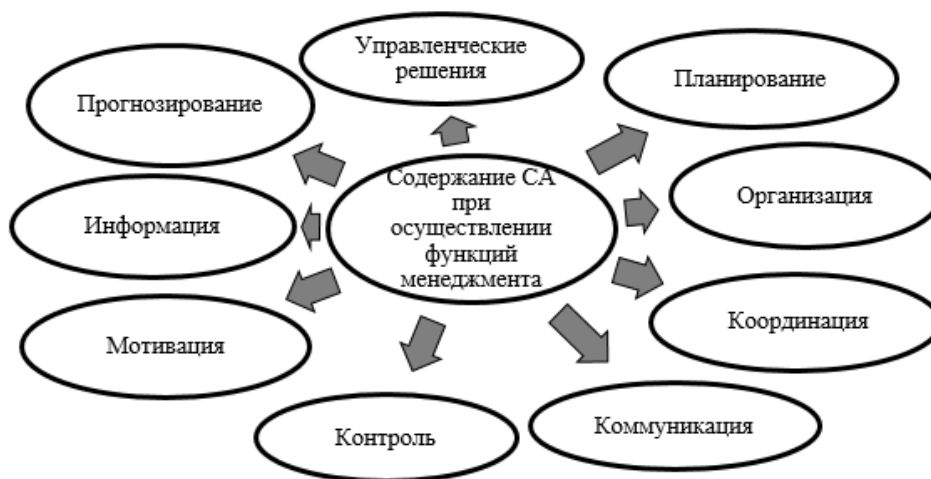 Управленческие
решения
Прогнозирование
Планирование
Содержание СА
при
осуществлении
функций
менеджмента
Информация
Организация
Мотивация
Координация
Контроль
Коммуникация